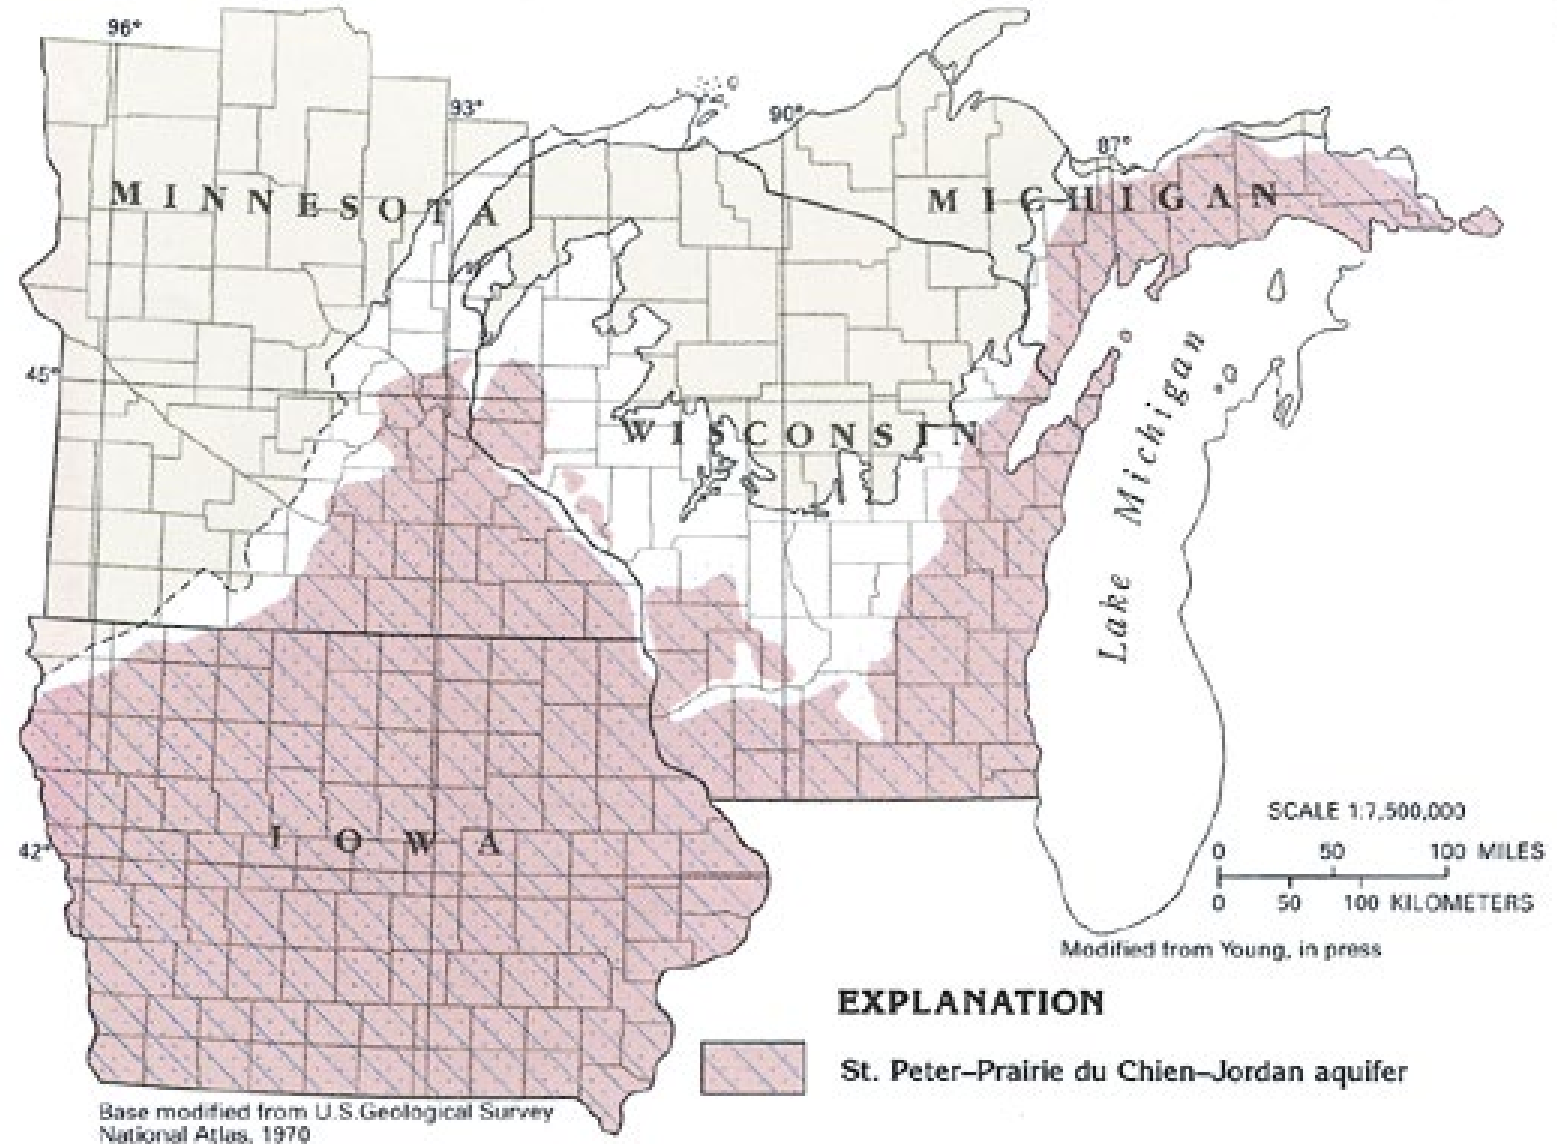 96°
93°
90°
87°
MINNESOTA
MICHIGAN
45°
WISCONSIN
Lake Michigan
IOWA
42°
SCALE 1:7,500,000
0 50 100 MILES
0 50 100 KILOMETERS
Modified from Young, in press
EXPLANATION
St. Peter–Prairie du Chien–Jordan aquifer
Base modified from U.S.Geological Survey
National Atlas, 1970